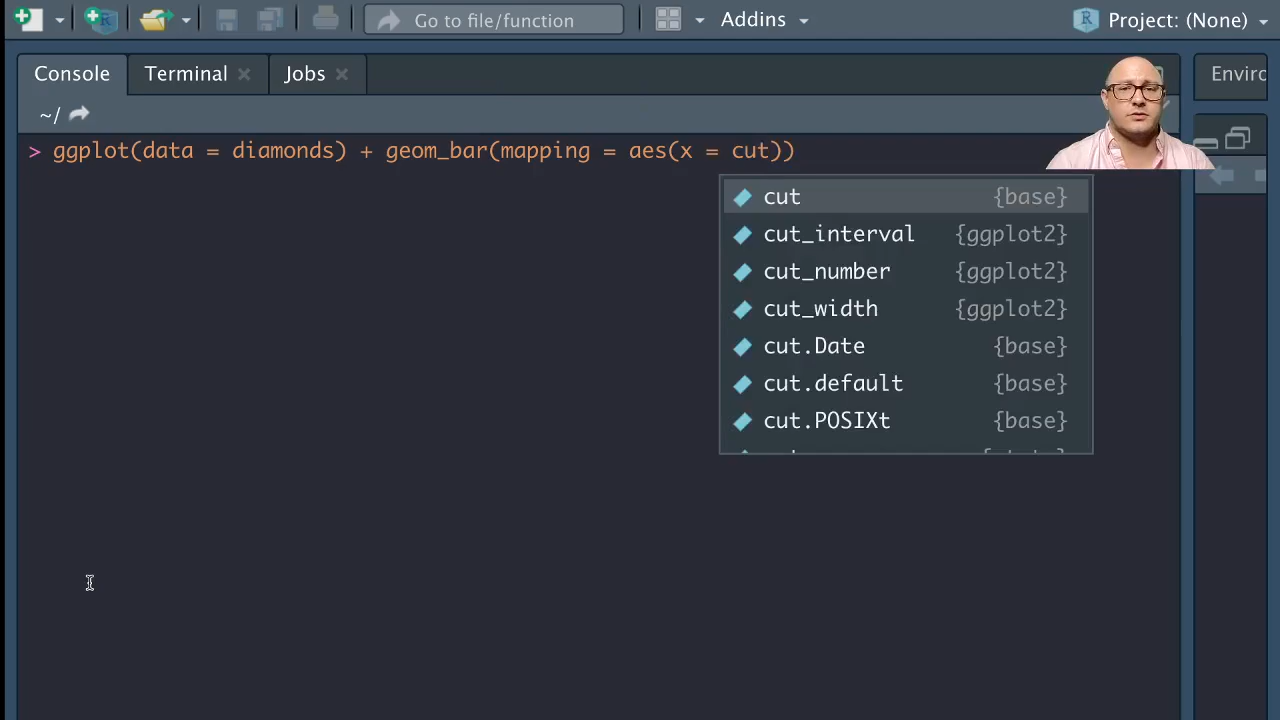 Go to file/function Addins Project: (None)
Console Terminal Jobs Enviro
~/
> ggplot(data = diamonds) + geom_bar(mapping = aes(x = cut))
cut {base}
cut_interval {ggplot2}
cut_number {ggplot2}
cut_width {ggplot2}
cut.Date {base}
cut.default {base}
cut.POSIXt {base}